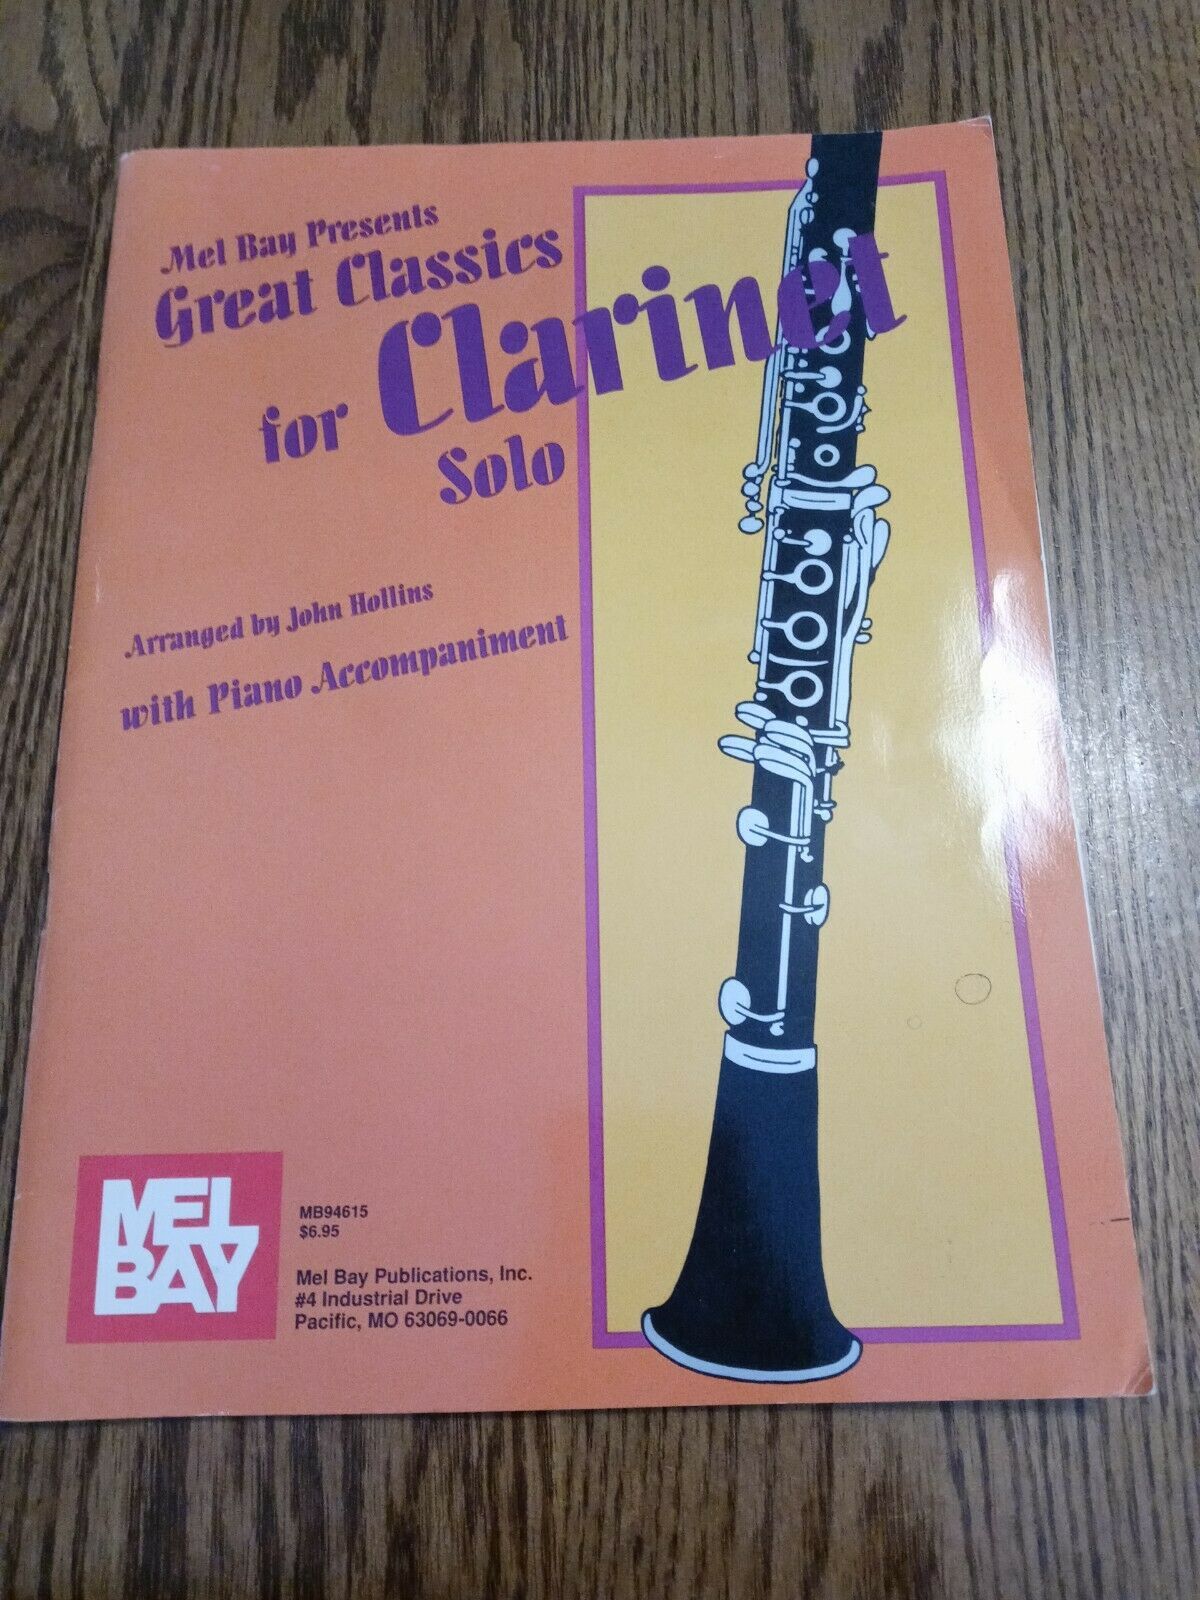 Mel Bay Presents
Great Classics
for Clarinet
Solo
Arranged by John Hollins
with Piano Accompaniment
MEL
BAY
MB94615
$6.95
Mel Bay Publications, Inc.
#4 Industrial Drive
Pacific, MO 63069-0066